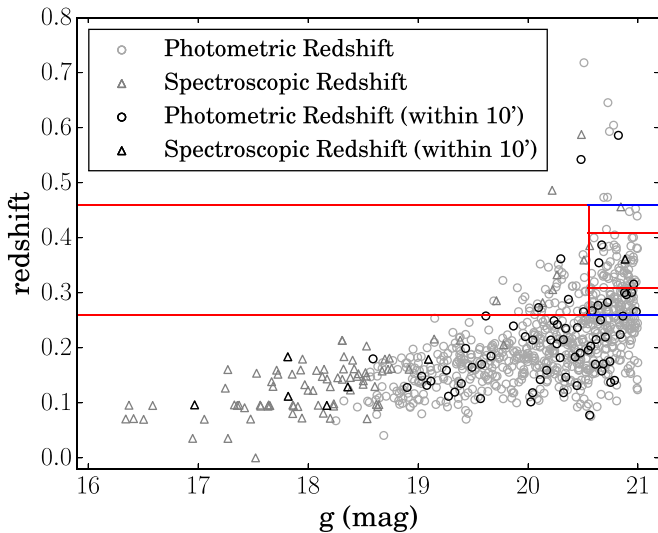 0.8
0.7
0.6
0.5
0.4
0.3
0.2
0.1
0.0
redshift
Photometric Redshift
Spectroscopic Redshift
Photometric Redshift (within 10')
Spectroscopic Redshift (within 10')
16 17 18 19 20 21
g (mag)